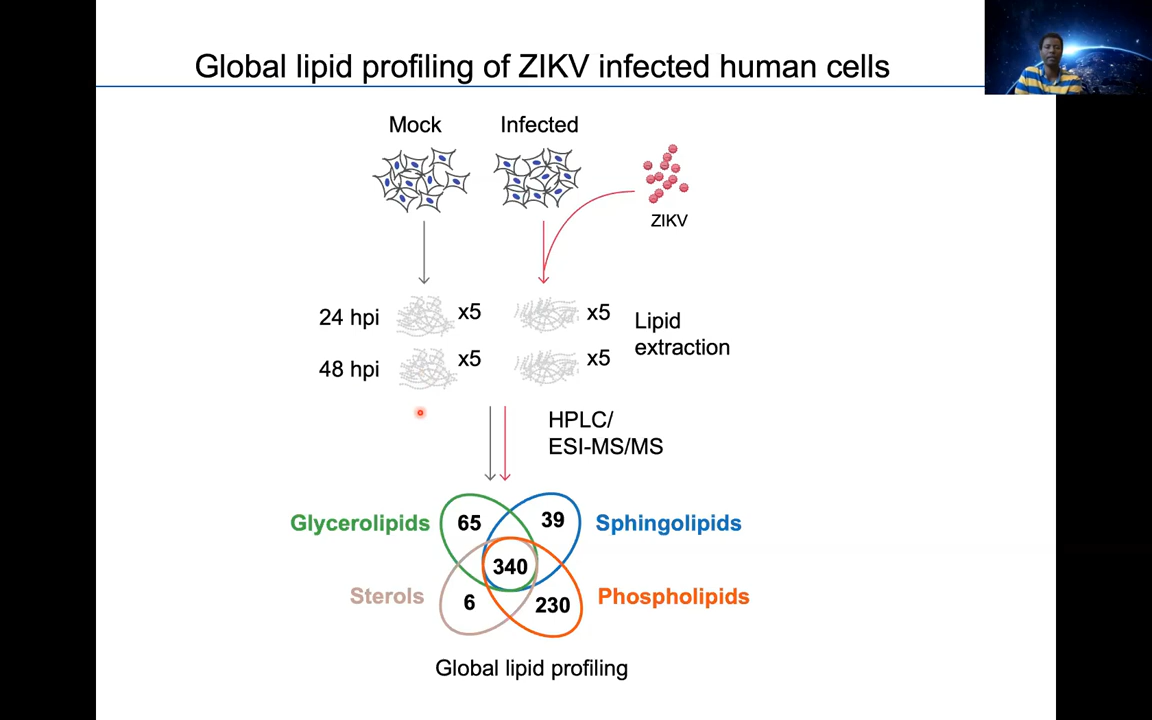 Global lipid profiling of ZIKV infected human cells
Mock
Infected
ZIKV
24 hpi
x5
x5
Lipid
extraction
48 hpi
x5
x5
HPLC/
ESI-MS/MS
Glycerolipids
65
39
Sphingolipids
340
Sterols
6
230
Phospholipids
Global lipid profiling